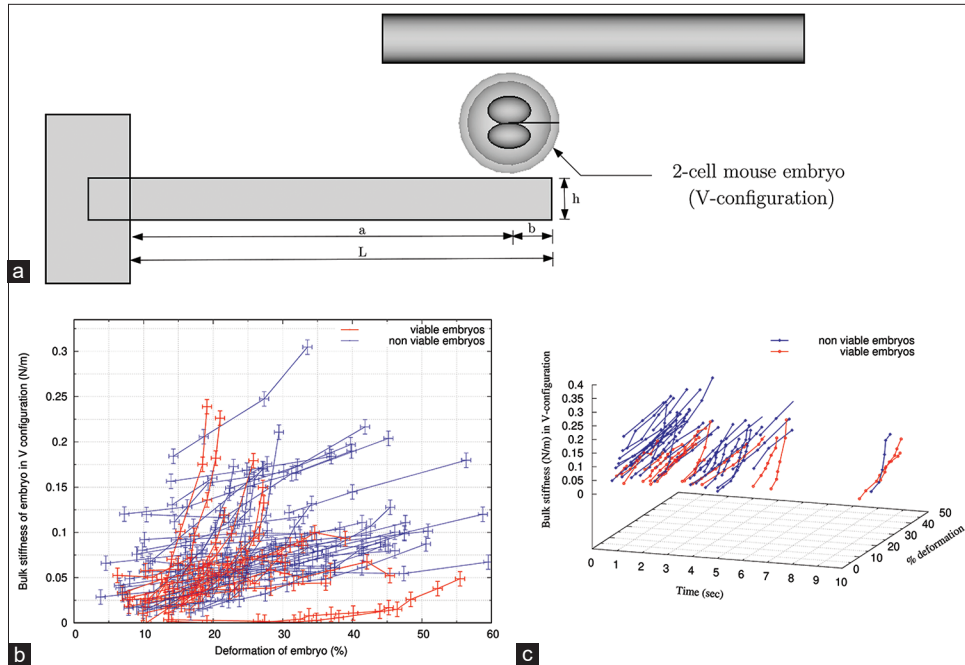 2-cell mouse embryo
(V-configuration)
h
a
b
L
a
Bulk stiffness of embryo in V configuration (N/m)
0.3
0.25
0.2
0.15
0.1
0.05
0
viable embryos
non viable embryos
0
10
20
30
40
50
60
Deformation of embryo (%)
b
non viable embryos
viable embryos
Bulk stiffness (N/m) in V-configuration
0.4
0.35
0.3
0.25
0.2
0.15
0.1
0.05
0
0
1
2
3
4
5
6
7
8
9
10
Time (sec)
0
10
20
30
40
50
% deformation
c